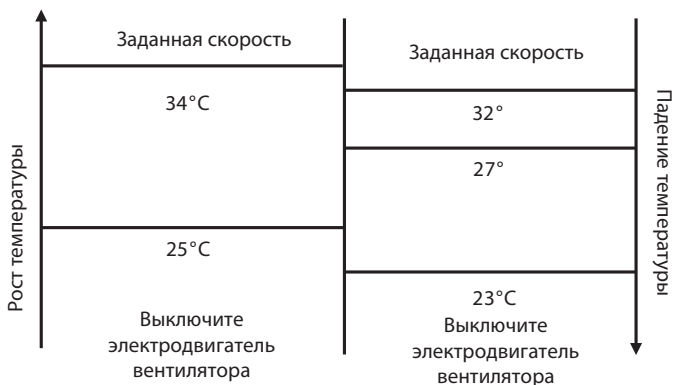 Заданная скорость
34°C
25°C
Выключите
электродвигатель
вентилятора
Рост температуры
Заданная скорость
32°
27°
23°C
Выключите
электродвигатель
вентилятора
Падение температуры